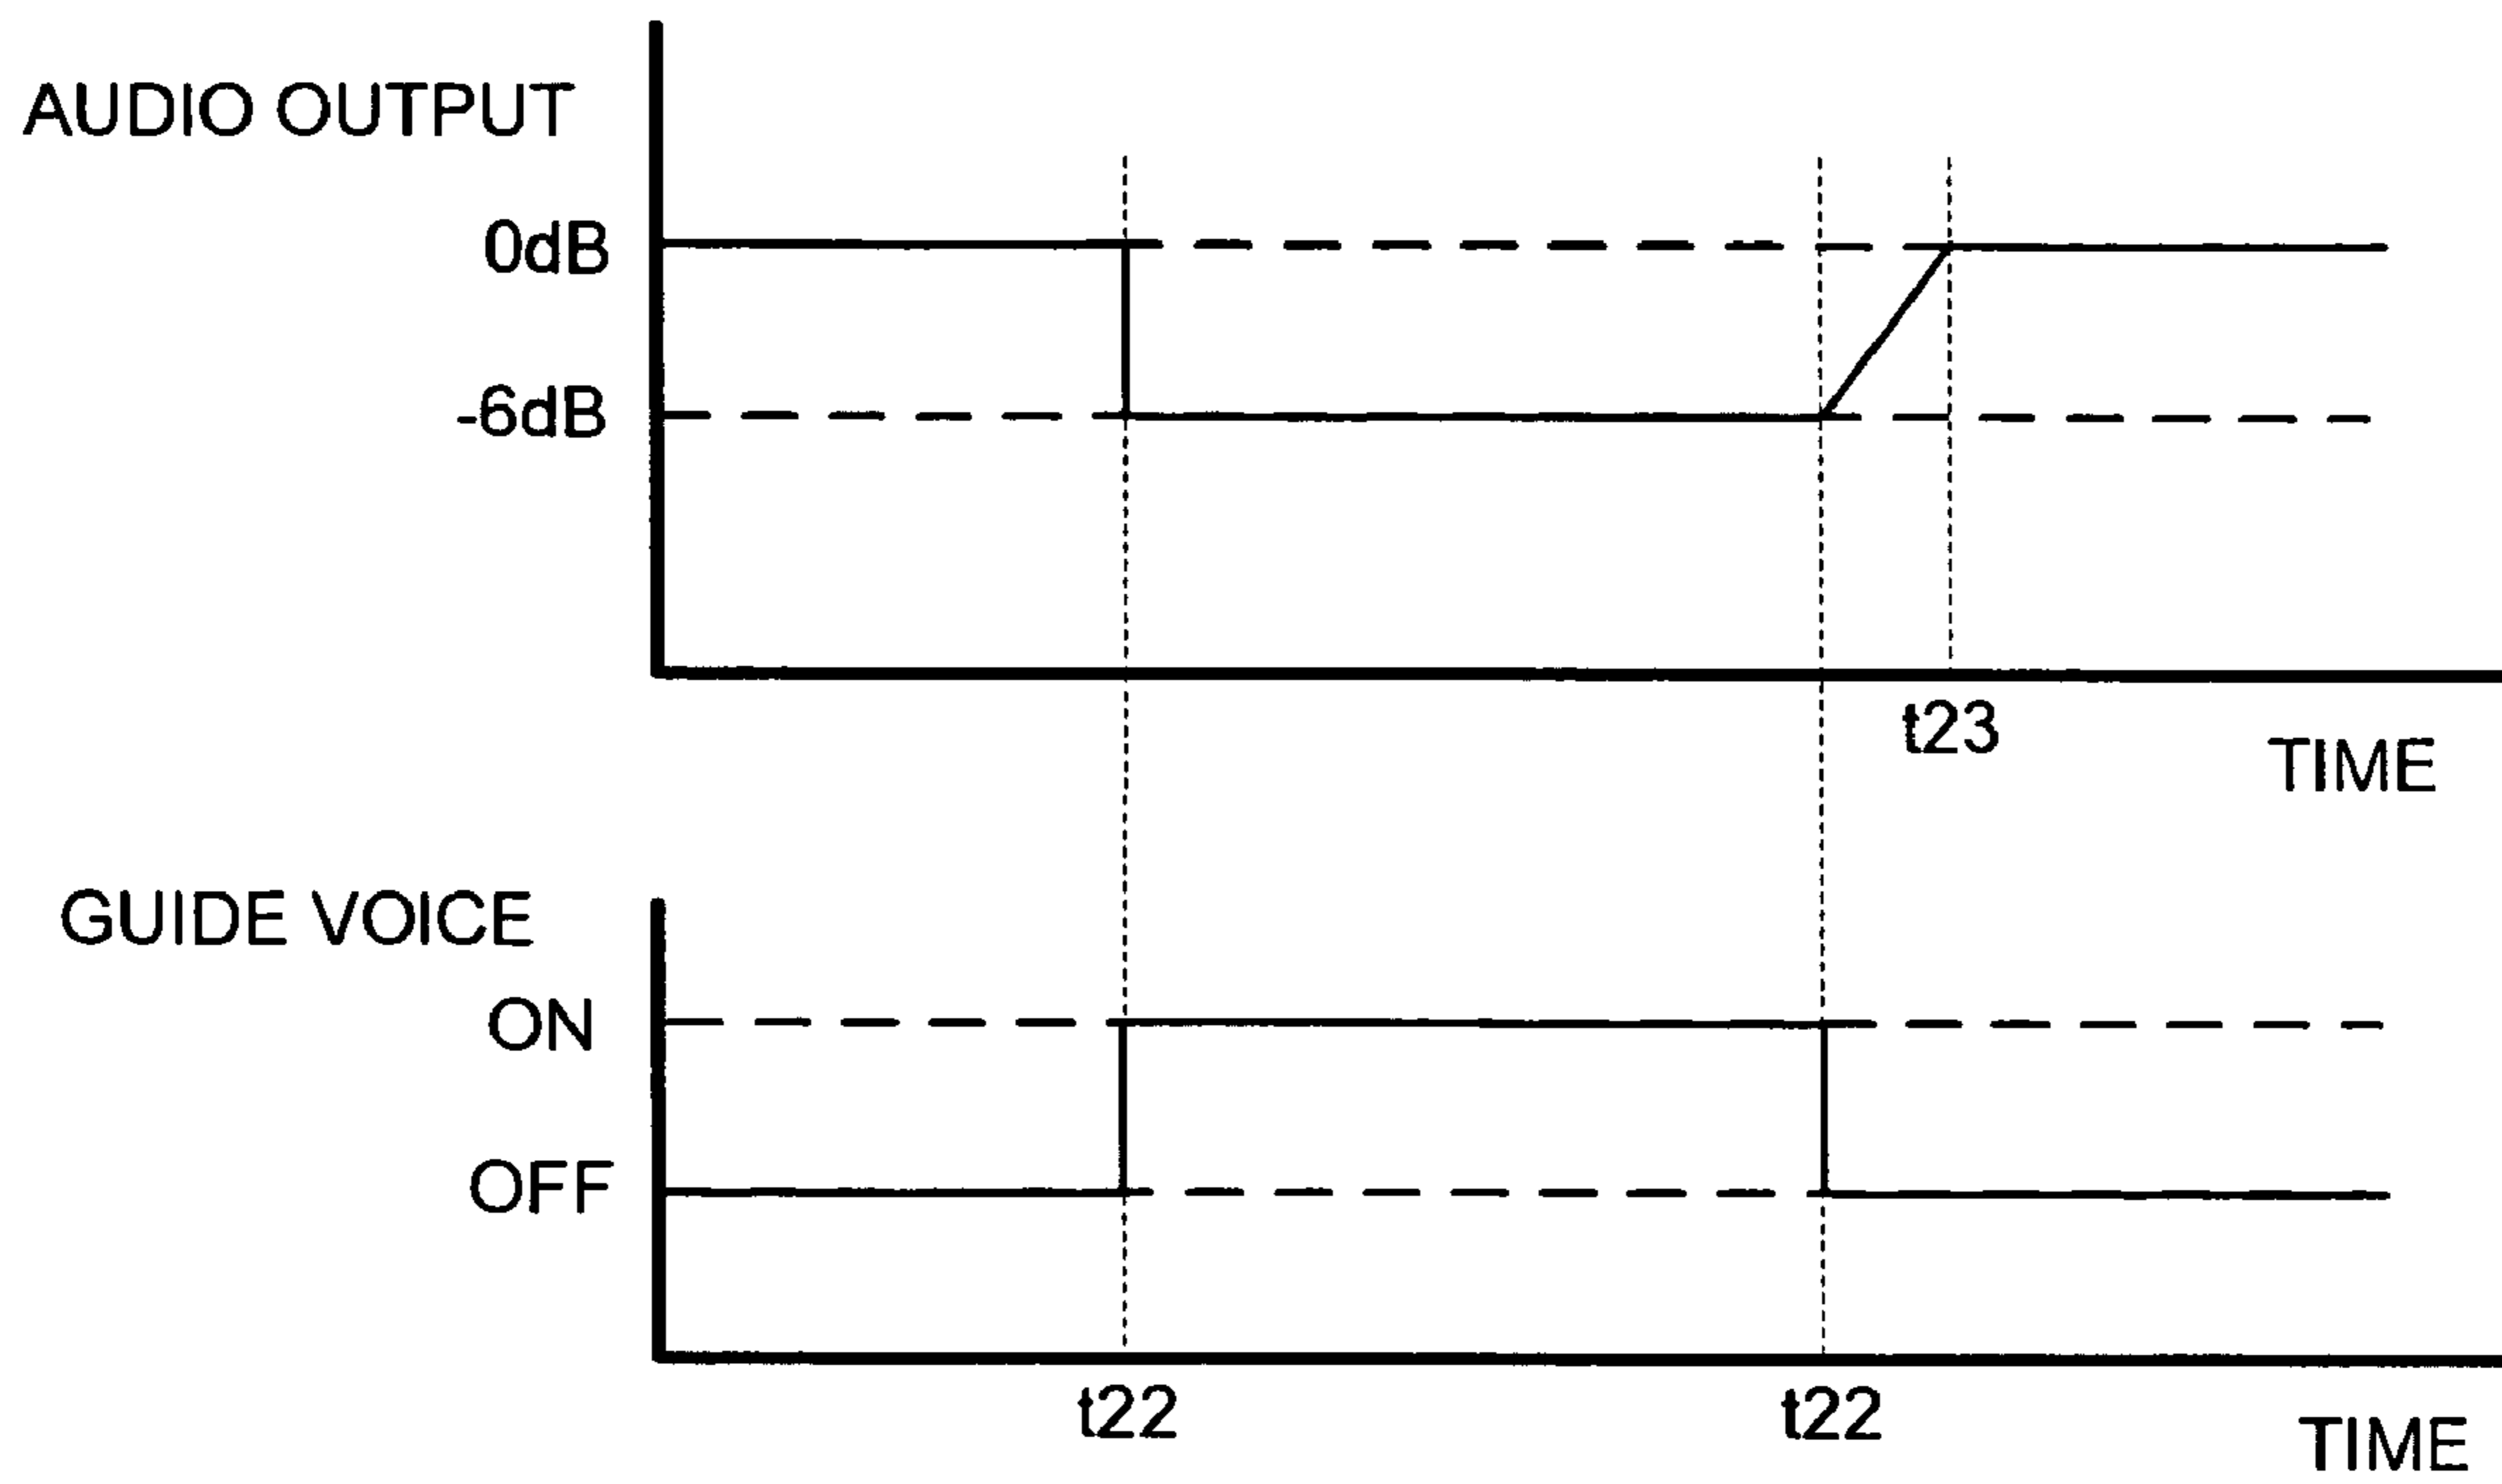 AUDIO OUTPUT
0dB
-6dB
t23
TIME
GUIDE VOICE
ON
OFF
t22
t22
TIME